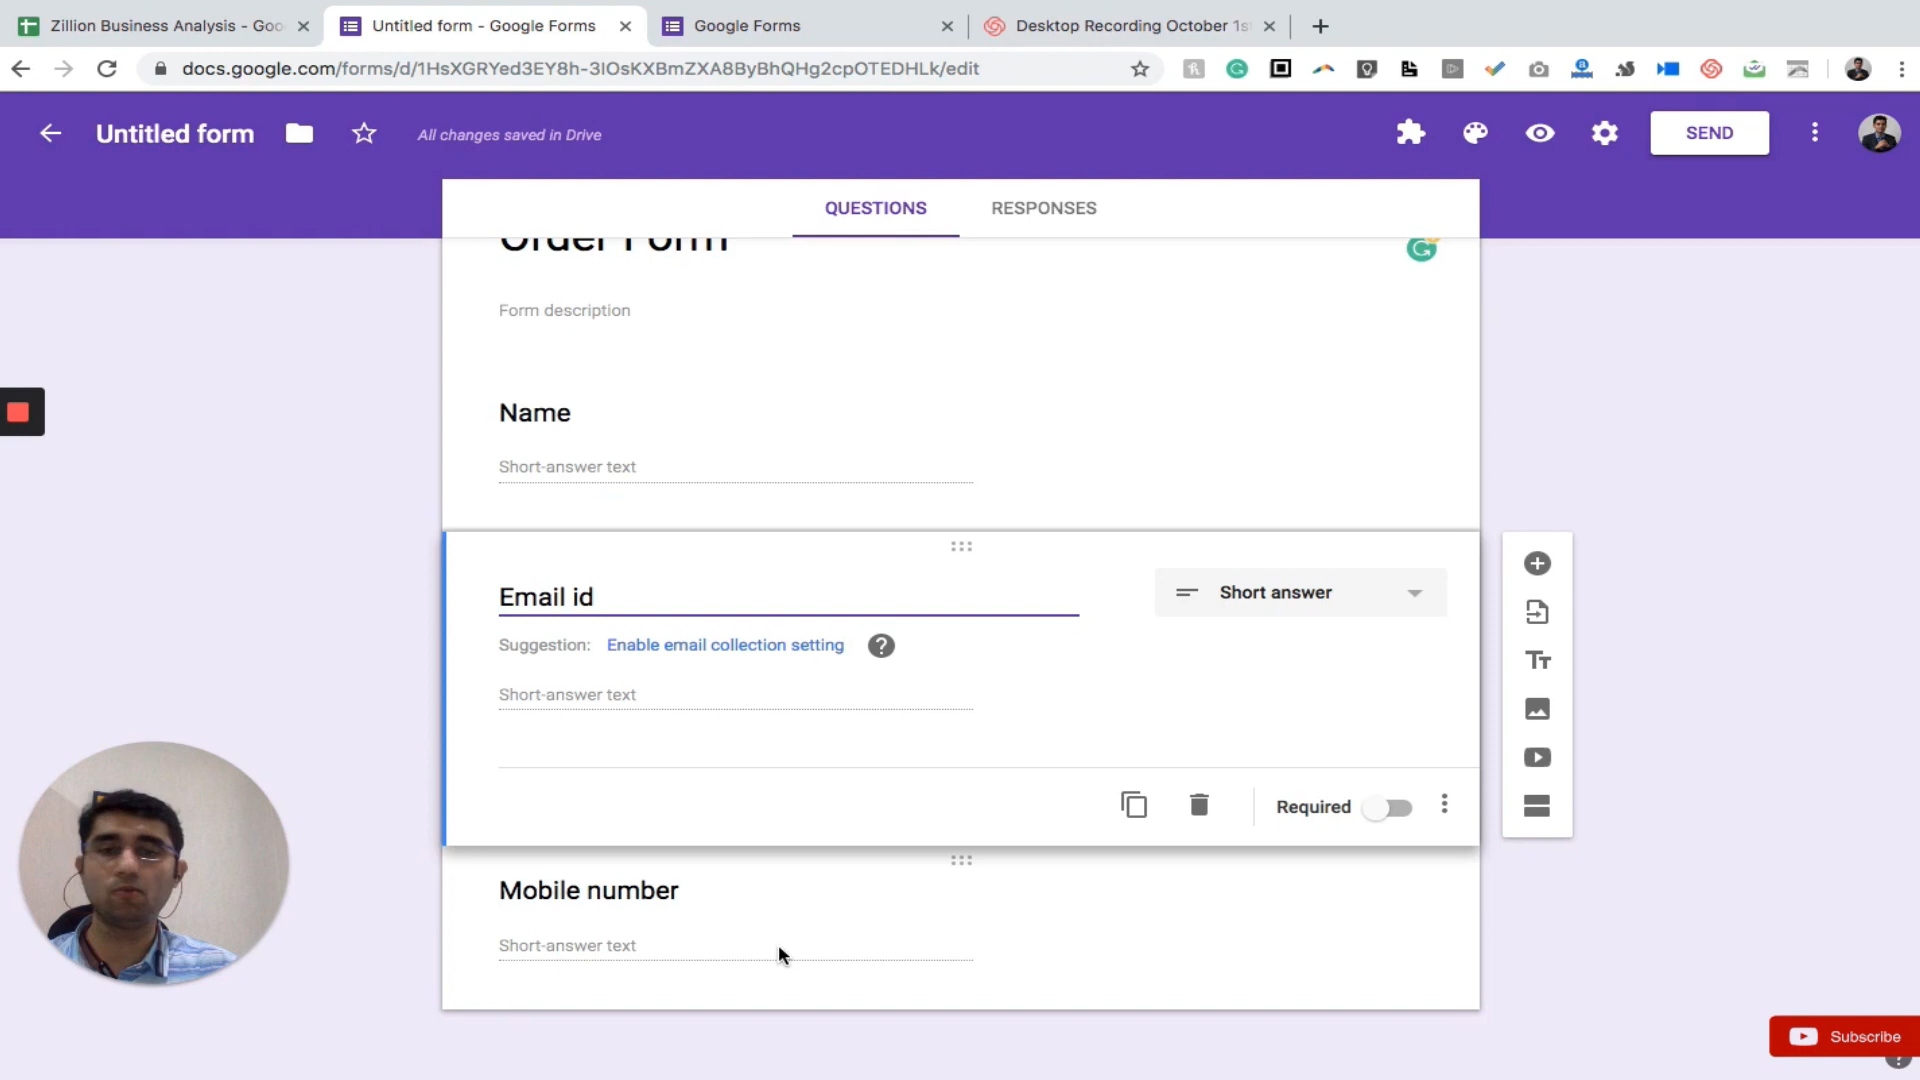 Zillion Business Analysis - Goo
Untitled form - Google Forms
Google Forms
Desktop Recording October 1s
docs.google.com/forms/d/1HsXGRYed3EY8h-3IOsKXBmZXA8ByBhQHg2cpOTEDHLk/edit
Untitled form
All changes saved in Drive
SEND
QUESTIONS
RESPONSES
Order Form
Form description
Name
Short-answer text
Email id
Short answer
Suggestion: Enable email collection setting
Short-answer text
Required
Mobile number
Short-answer text
Subscribe